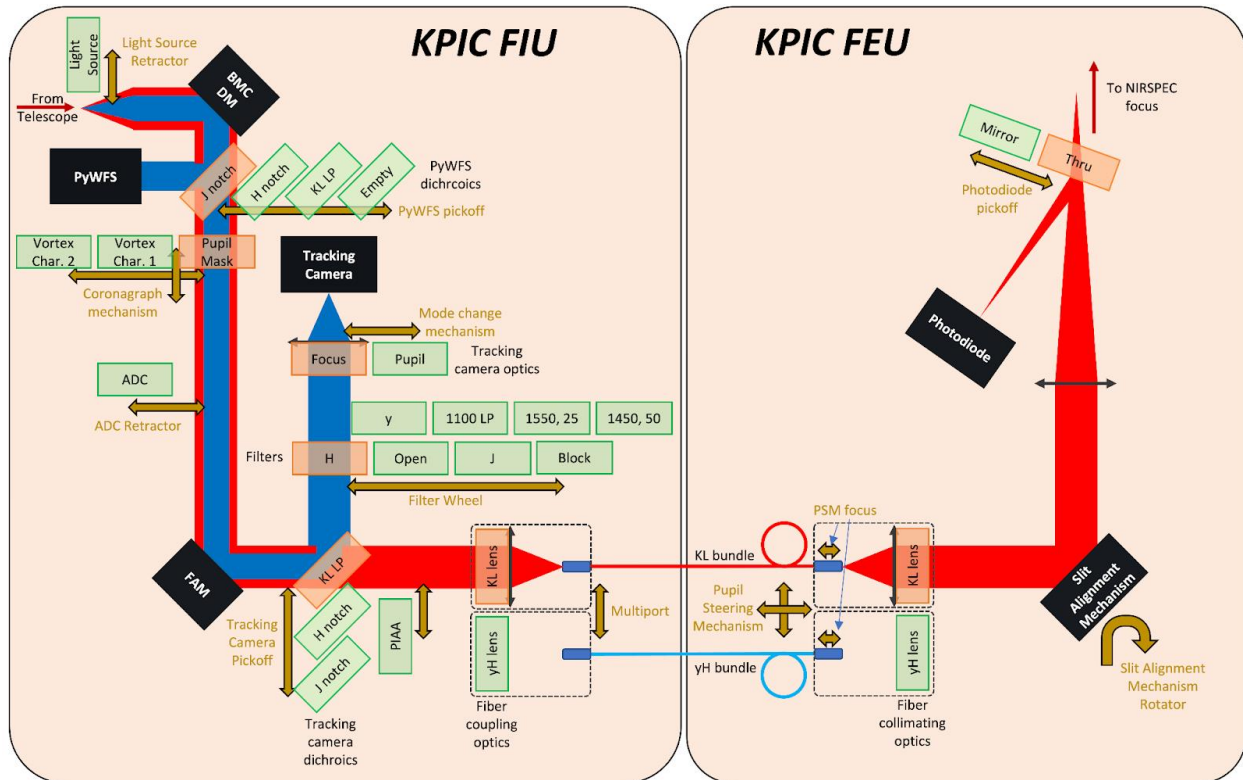 KPIC FIU
Light
Source
Light Source
Retractor
From
Telescope
BMC
DM
PyWFS
J notch
H notch
KL LP
Empty
PyWFS
dichrcoics
PyWFS pickoff
Vortex
Char. 2
Vortex
Char. 1
Pupil
Mask
Coronagraph
mechanism
Tracking
Camera
Mode change
mechanism
Focus
Pupil
Tracking
camera optics
ADC
ADC Retractor
y
1100 LP
1550, 25
1450, 50
Filters
H
Open
J
Block
Filter Wheel
FAM
KL LP
H notch
J notch
Tracking
Camera
Pickoff
Tracking
camera
dichroics
PIAA
KL lens
yH lens
Fiber
coupling
optics
Multiport
KPIC FEU
To NIRSPEC
focus
Mirror
Thru
Photodiode
pickoff
Photodiode
PSM focus
KL bundle
Pupil
Steering
Mechanism
yH bundle
KL lens
yH lens
Fiber
collimating
optics
Slit
Alignment
Mechanism
Slit Alignment
Mechanism
Rotator